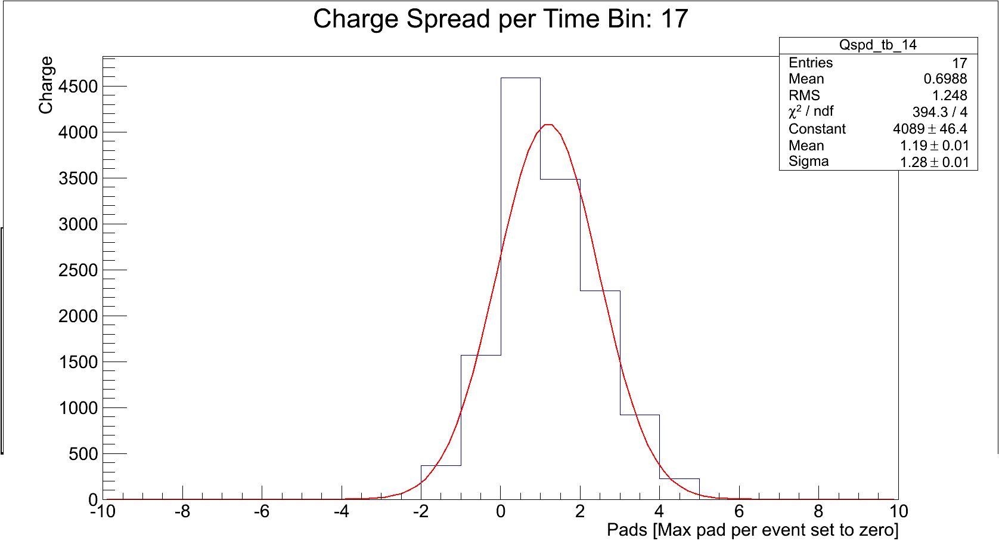 Charge Spread per Time Bin: 17
Qspd_tb_14
Entries 17
Mean 0.6988
RMS 1.248
χ² / ndf 394.3 / 4
Constant 4089 ± 46.4
Mean 1.19 ± 0.01
Sigma 1.28 ± 0.01
Charge
4500
4000
3500
3000
2500
2000
1500
1000
500
0
-10 -8 -6 -4 -2 0 2 4 6 8 10
Pads [Max pad per event set to zero]